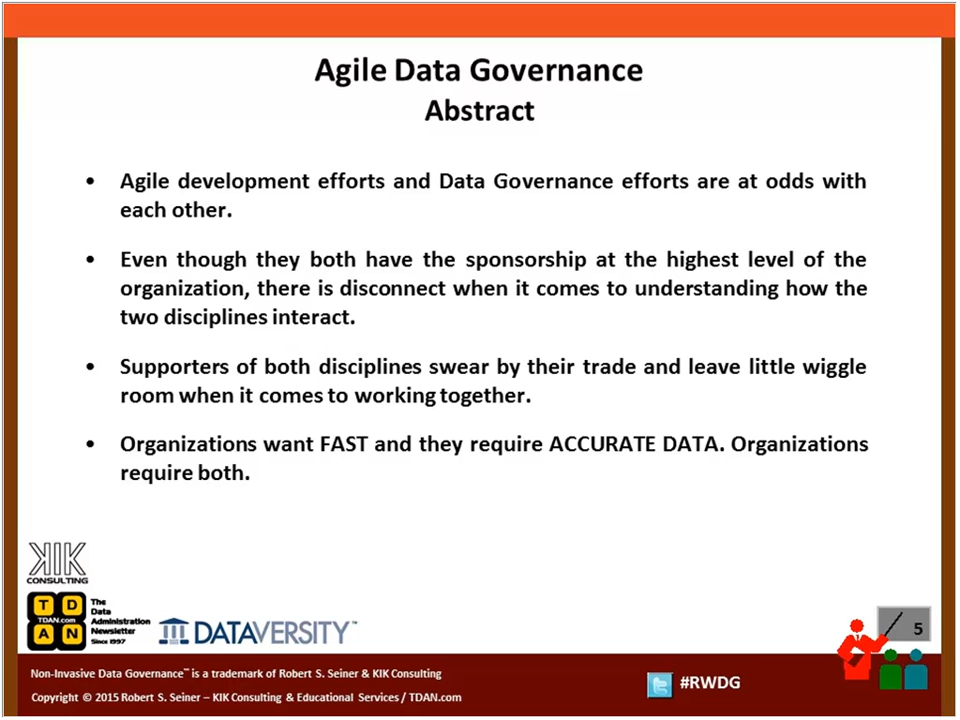 Agile Data Governance
Abstract
• Agile development efforts and Data Governance efforts are at odds with
each other.
• Even though they both have the sponsorship at the highest level of the
organization, there is disconnect when it comes to understanding how the
two disciplines interact.
• Supporters of both disciplines swear by their trade and leave little wiggle
room when it comes to working together.
• Organizations want FAST and they require ACCURATE DATA. Organizations
require both.
KIK
CONSULTING
T D
TDAN.com
A N
The
Data
Administration
Newsletter
Since 1997
DATAVERSITY™
5
Non-Invasive Data Governance™ is a trademark of Robert S. Seiner & KIK Consulting
Copyright © 2015 Robert S. Seiner – KIK Consulting & Educational Services / TDAN.com
#RWDG